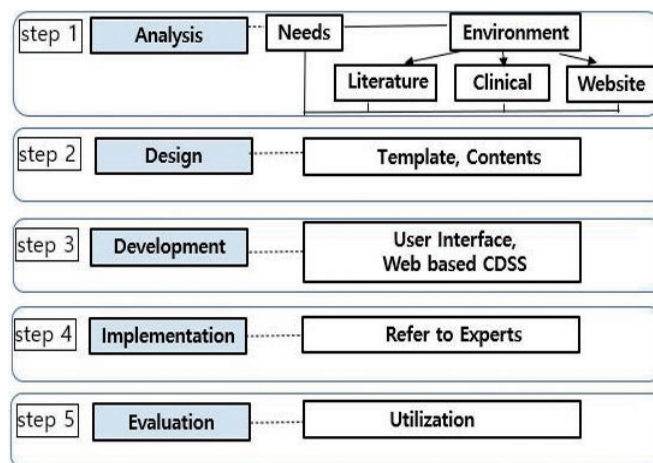 step 1
Analysis
Needs
Environment
Literature
Clinical
Website
step 2
Design
Template, Contents
step 3
Development
User Interface,
Web based CDSS
step 4
Implementation
Refer to Experts
step 5
Evaluation
Utilization